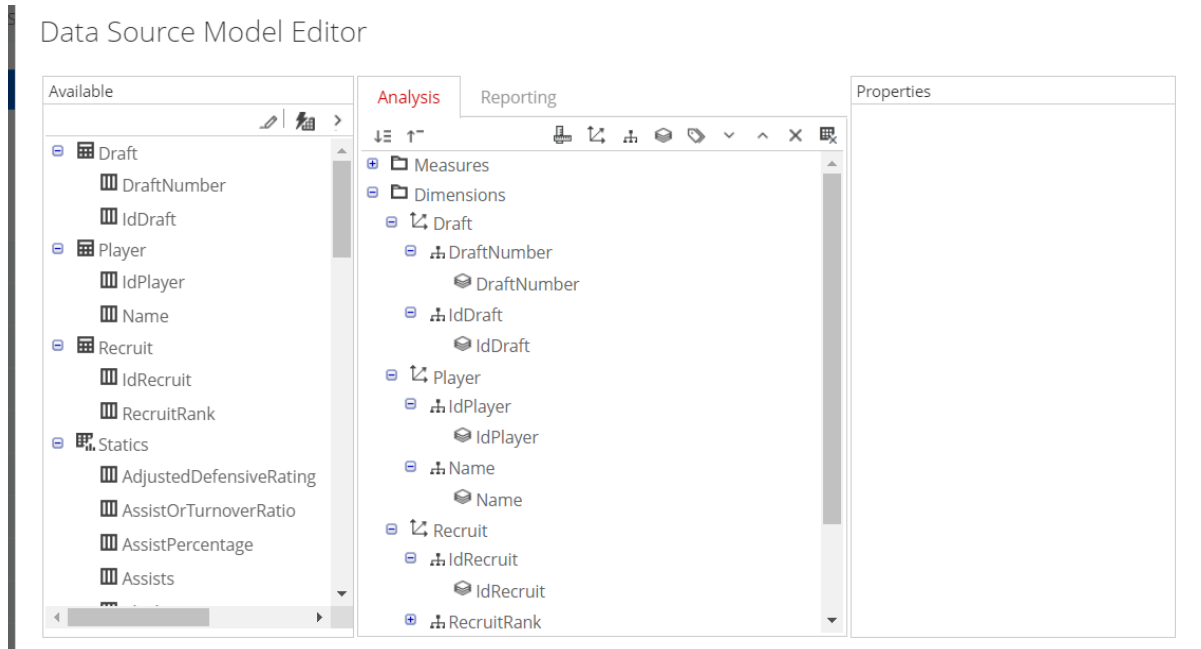 Data Source Model Editor
Available
Draft
DraftNumber
IdDraft
Player
IdPlayer
Name
Recruit
IdRecruit
RecruitRank
Statics
AdjustedDefensiveRating
AssistOrTurnoverRatio
AssistPercentage
Assists
Analysis
Reporting
Measures
Dimensions
Draft
DraftNumber
DraftNumber
IdDraft
IdDraft
Player
IdPlayer
IdPlayer
Name
Name
Recruit
IdRecruit
IdRecruit
RecruitRank
Properties